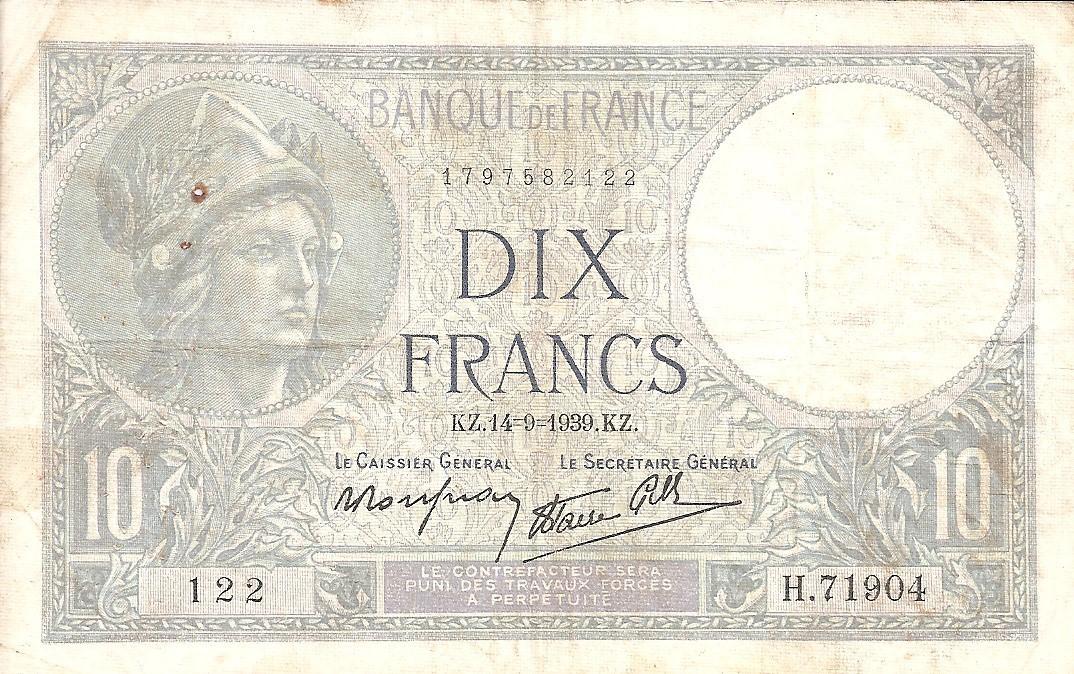 BANQUE DE FRANCE
1797582122
DIX
FRANCS
KZ.14-9-1939.KZ.
LE CAISSIER GENERAL LE SECRÉTAIRE GÉNÉRAL
10 10
LE CONTREFACTEUR SERA
PUNI DES TRAVAUX FORCÉS
A PERPÉTUITÉ
122 H.71904